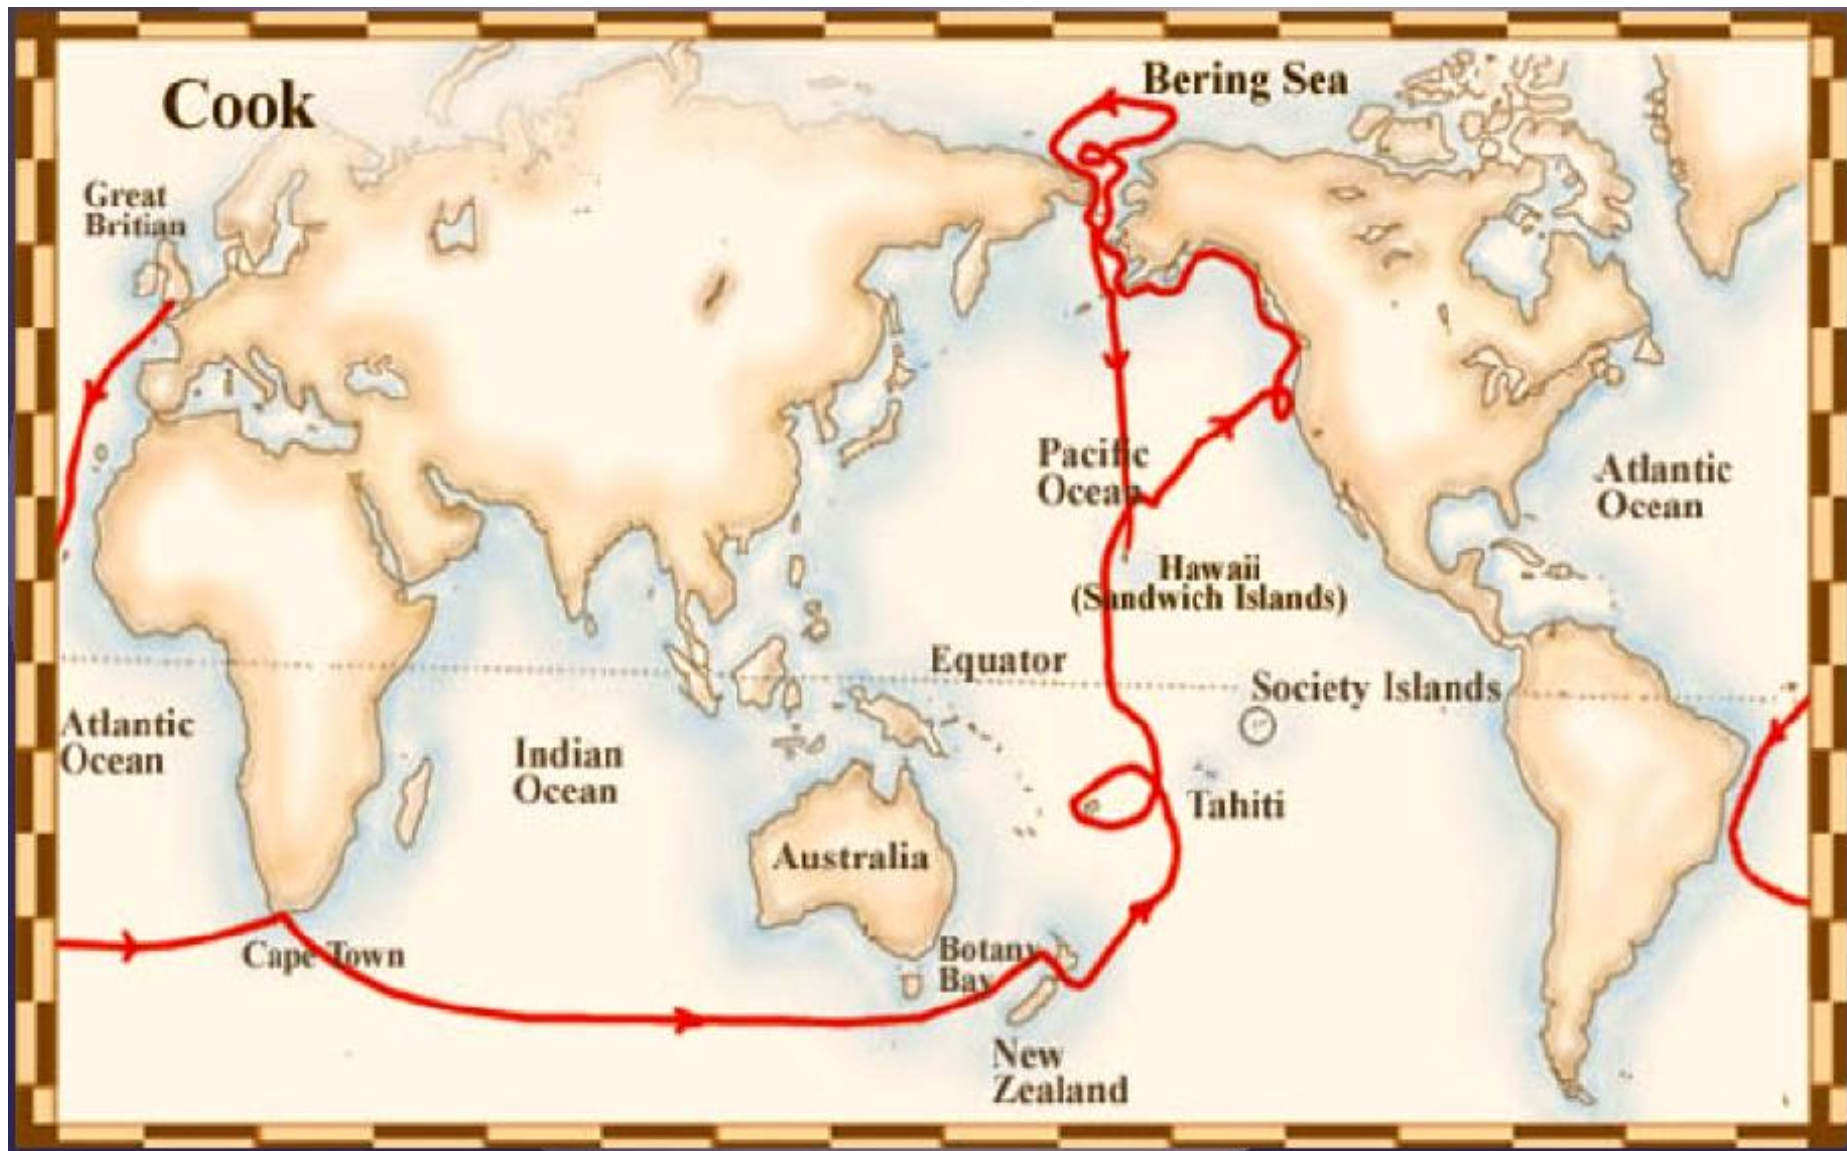 Cook
Bering Sea
Great
Britian
Pacific
Ocean
Atlantic
Ocean
Hawaii
(Sandwich Islands)
Equator
Society Islands
Atlantic
Ocean
Indian
Ocean
Tahiti
Australia
Cape Town
Botany
Bay
New
Zealand